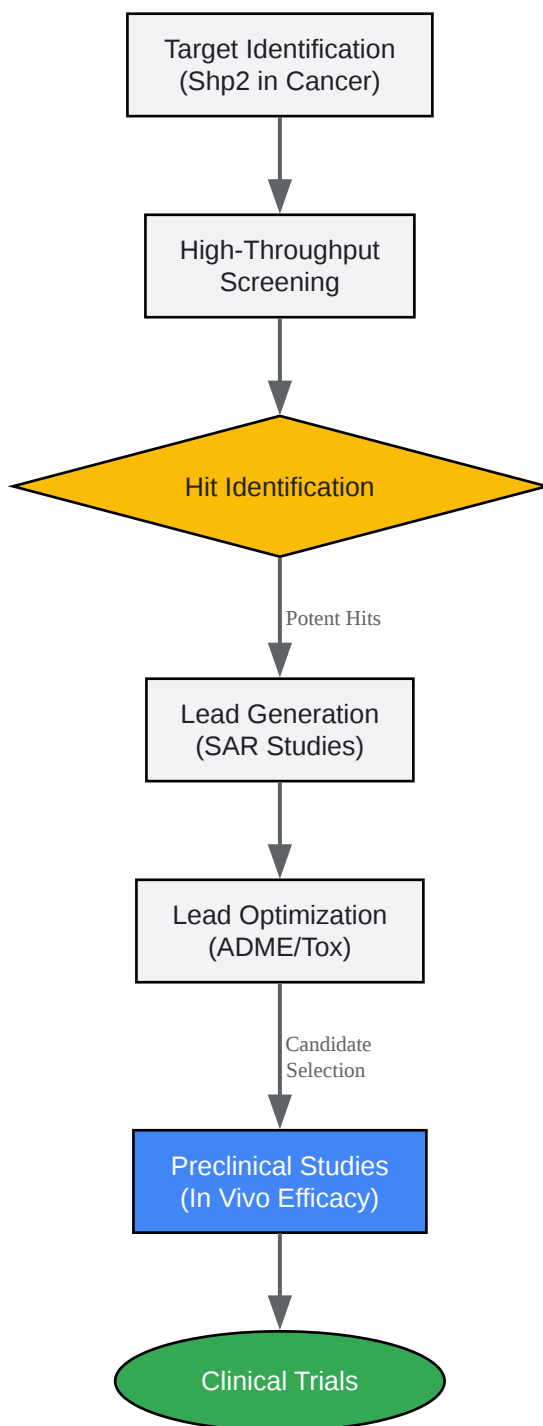 Target Identification
(Shp2 in Cancer)
High-Throughput
Screening
Hit Identification
Potent Hits
Lead Generation
(SAR Studies)
Lead Optimization
(ADME/Tox)
Candidate
Selection
Preclinical Studies
(In Vivo Efficacy)
Clinical Trials